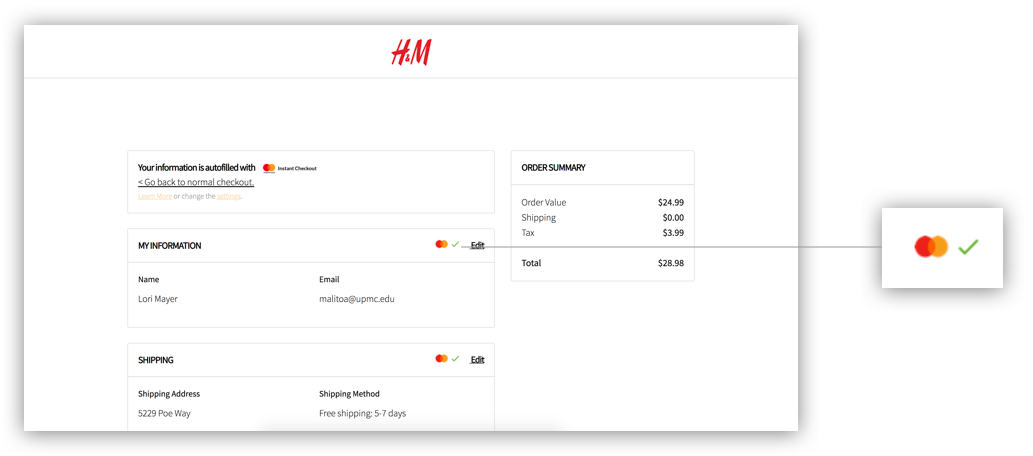 H&M
Your information is autofilled with Instant Checkout
< Go back to normal checkout.
Learn More or change the settings.
MY INFORMATION Edit
Name Email
Lori Mayer malitoa@upmc.edu
SHIPPING Edit
Shipping Address Shipping Method
5229 Poe Way Free shipping: 5-7 days
ORDER SUMMARY
Order Value $24.99
Shipping $0.00
Tax $3.99
Total $28.98